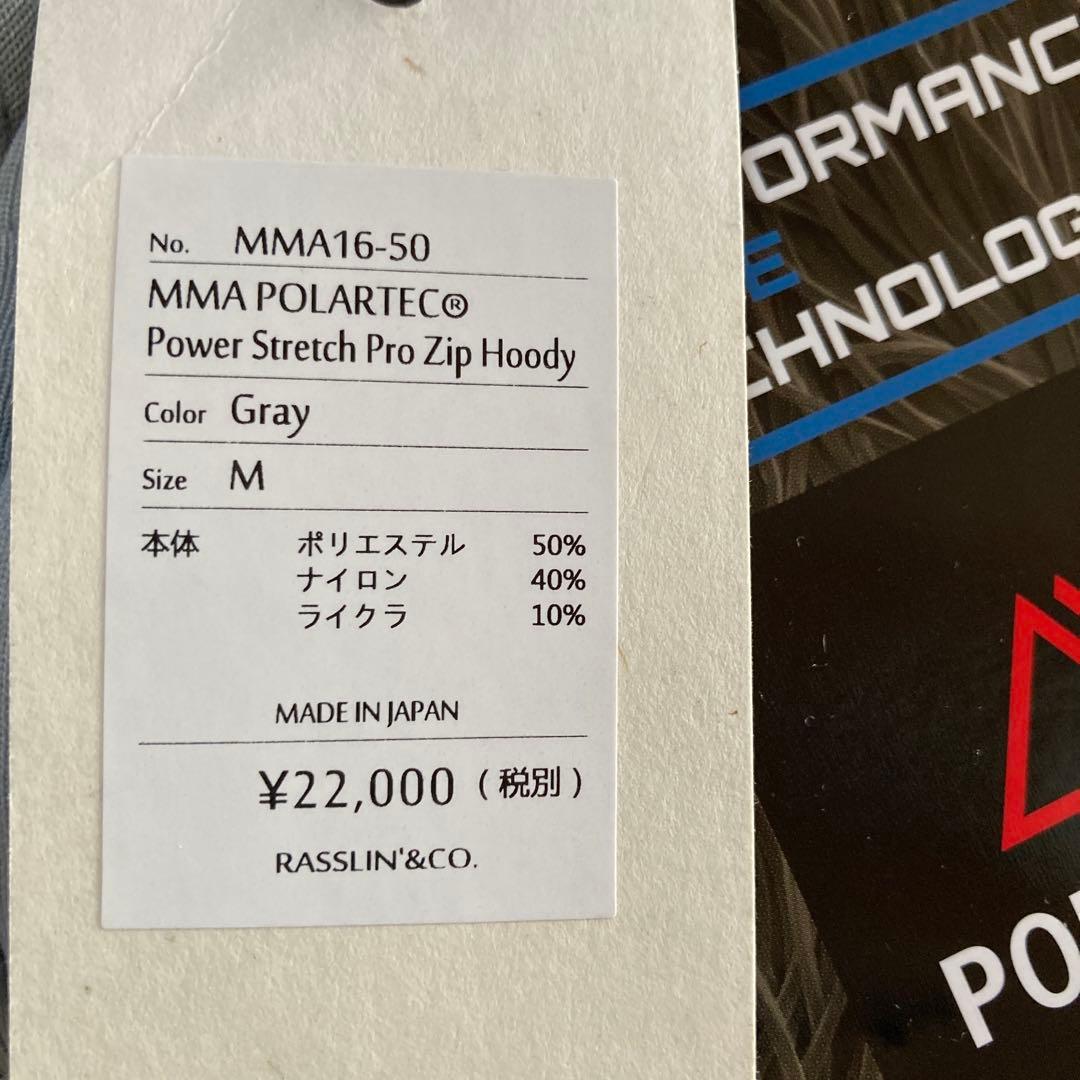 No. MMA16-50
MMA POLARTEC®
Power Stretch Pro Zip Hoody
Color Gray
Size M
本体 ポリエステル 50%
ナイロン 40%
ライクラ 10%
MADE IN JAPAN
¥22,000 (税別)
RASSLIN'&CO.
ORMANC
E
CHNOLOG
PO